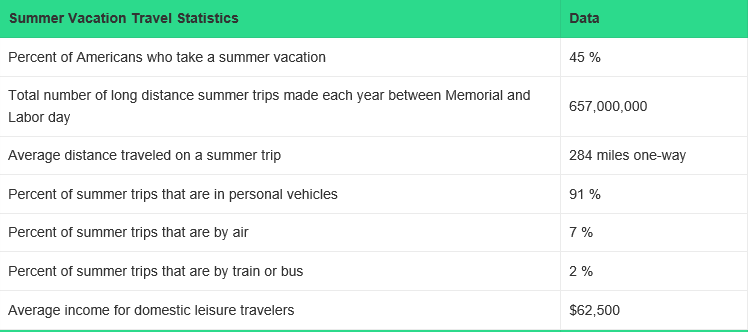 Summer Vacation Travel Statistics Data
Percent of Americans who take a summer vacation 45 %
Total number of long distance summer trips made each year between Memorial and
Labor day
657,000,000
Average distance traveled on a summer trip 284 miles one-way
Percent of summer trips that are in personal vehicles 91 %
Percent of summer trips that are by air 7 %
Percent of summer trips that are by train or bus 2 %
Average income for domestic leisure travelers $62,500